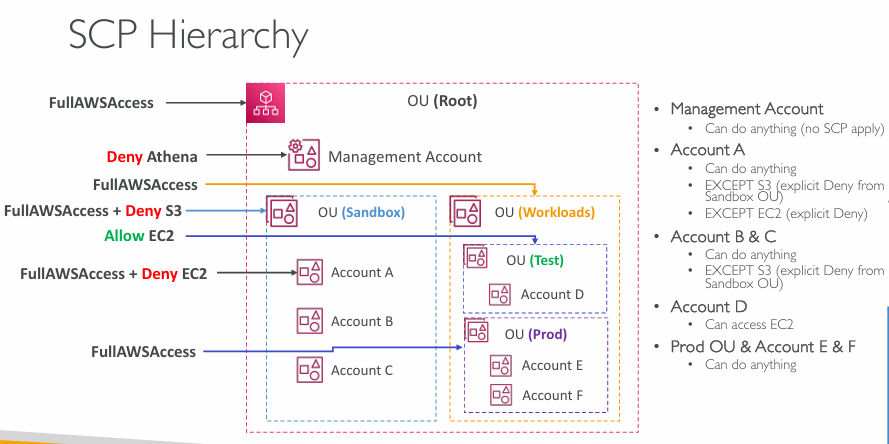 SCP Hierarchy
FullAWSAccess
OU (Root)
Deny Athena
Management Account
FullAWSAccess
FullAWSAccess + Deny S3
OU (Sandbox)
OU (Workloads)
Allow EC2
OU (Test)
FullAWSAccess + Deny EC2
Account A
Account D
Account B
OU (Prod)
FullAWSAccess
Account C
Account E
Account F
• Management Account
• Can do anything (no SCP apply)
• Account A
• Can do anything
• EXCEPT S3 (explicit Deny from
Sandbox OU)
• EXCEPT EC2 (explicit Deny)
• Account B & C
• Can do anything
• EXCEPT S3 (explicit Deny from
Sandbox OU)
• Account D
• Can access EC2
• Prod OU & Account E & F
• Can do anything